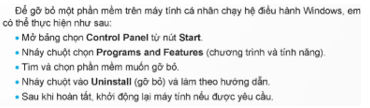 Để gỡ bỏ một phần mềm trên máy tính cá nhân chạy hệ điều hành Windows, em
có thể thực hiện như sau:
• Mở bảng chọn Control Panel từ nút Start.
• Nháy chuột chọn Programs and Features (chương trình và tính năng).
• Tìm và chọn phần mềm muốn gỡ bỏ.
• Nháy chuột vào Uninstall (gỡ bỏ) và làm theo hướng dẫn.
• Sau khi hoàn tất, khởi động lại máy tính nếu được yêu cầu.